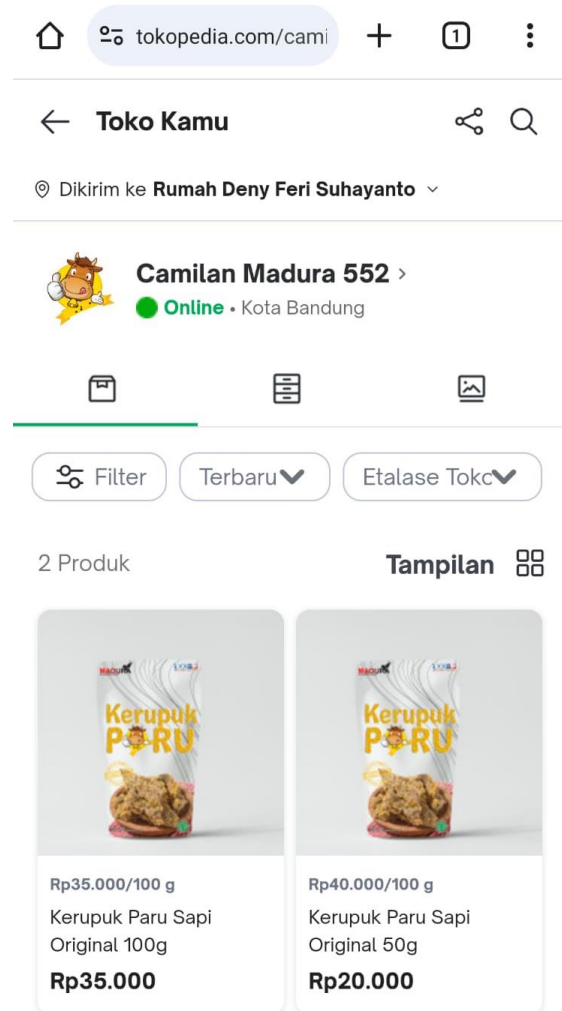 tokopedia.com/cami
1
Toko Kamu
Dikirim ke Rumah Deny Feri Suhayanto
Camilan Madura 552
Online • Kota Bandung
Filter
Terbaru
Etalase Toko
2 Produk
Tampilan
MADURA
Kerupuk
PARU
MADURA
Kerupuk
PARU
Rp35.000/100 g
Kerupuk Paru Sapi
Original 100g
Rp35.000
Rp40.000/100 g
Kerupuk Paru Sapi
Original 50g
Rp20.000